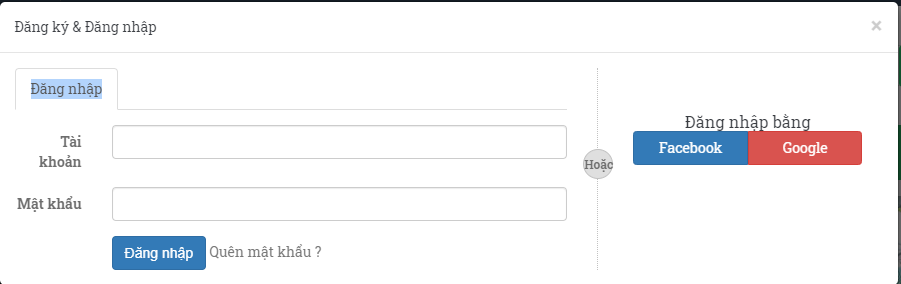 Đăng ký & Đăng nhập
×
Đăng nhập
Tài
khoản
Mật khẩu
Đăng nhập Quên mật khẩu ?
Hoặc
Đăng nhập bằng
Facebook Google